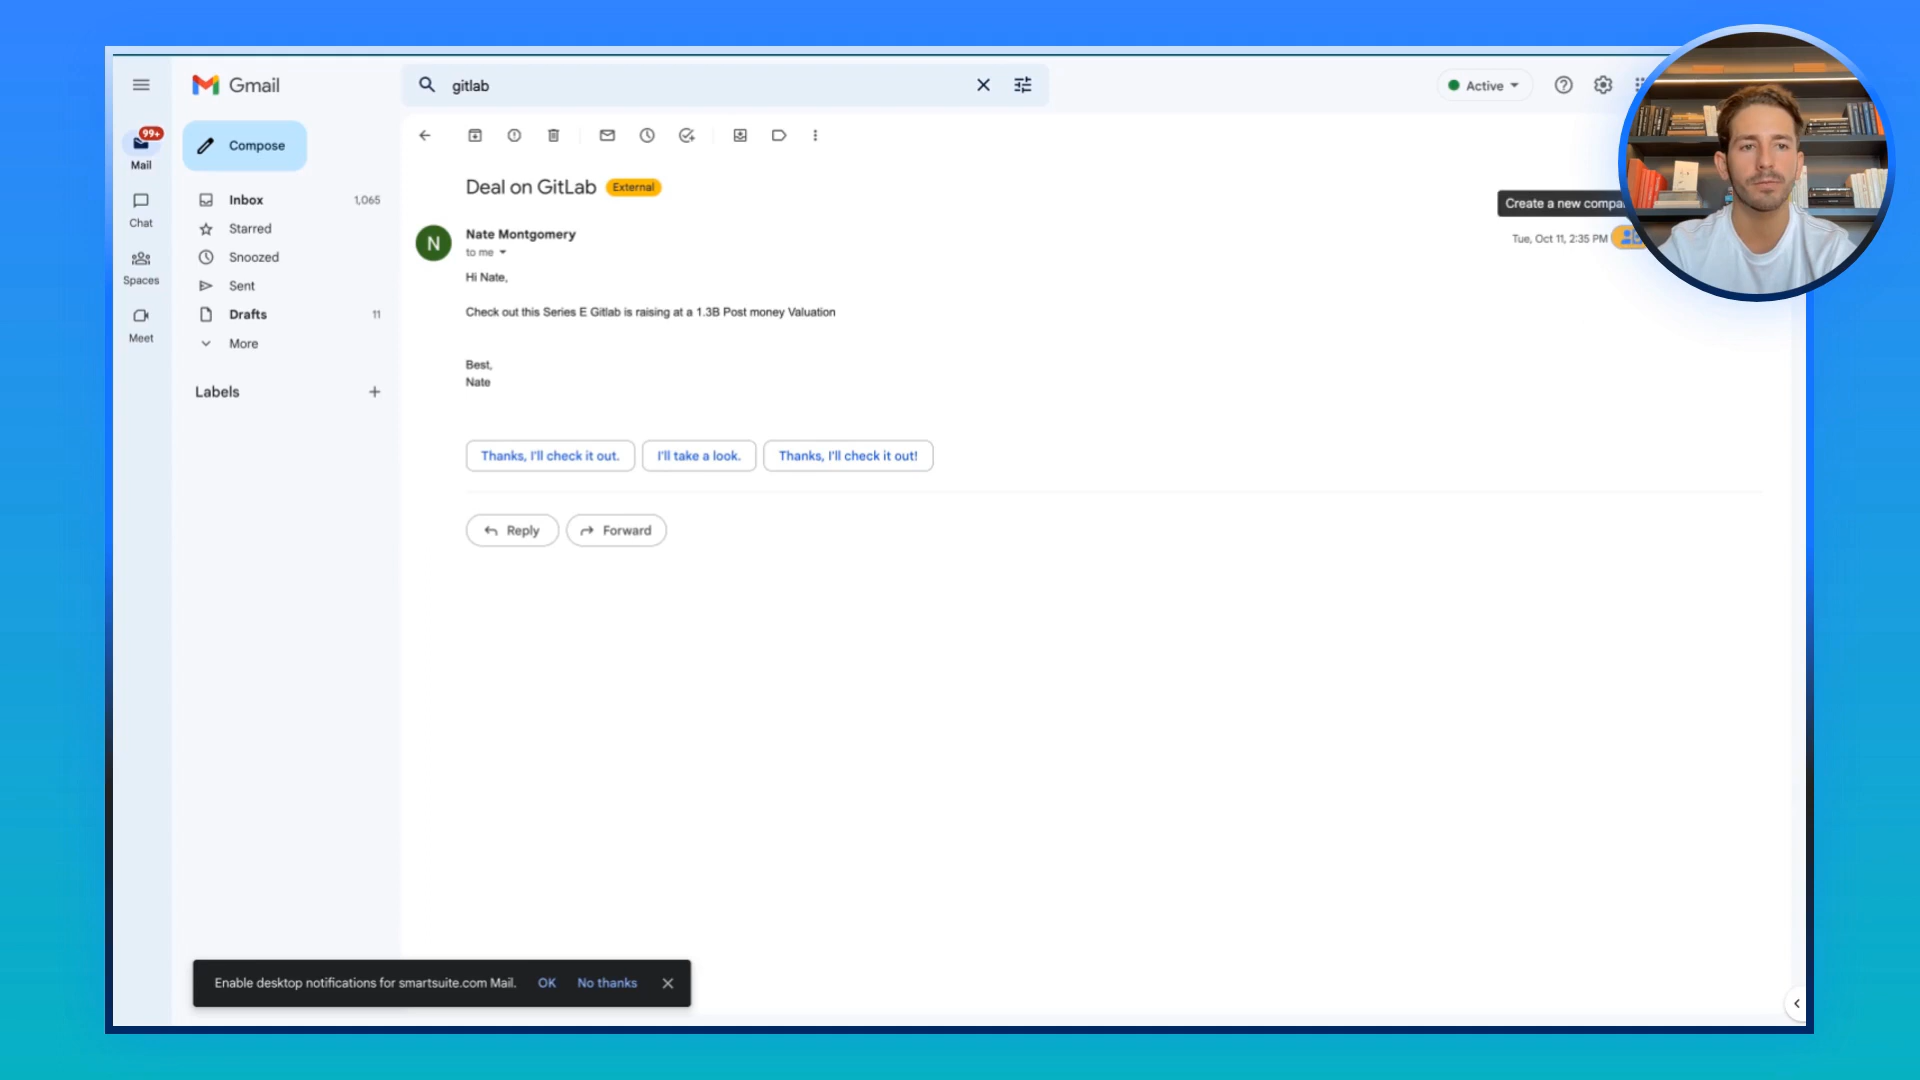 Gmail
gitlab
Active
99+
Mail
Compose
Chat
Spaces
Meet
Inbox 1,065
Starred
Snoozed
Sent
Drafts 11
More
Labels
Deal on GitLab External
Create a new compa
Nate Montgomery
Tue, Oct 11, 2:35 PM
to me
N
Hi Nate,
Check out this Series E Gitlab is raising at a 1.3B Post money Valuation
Best,
Nate
Thanks, I'll check it out. I'll take a look. Thanks, I'll check it out!
Reply Forward
Enable desktop notifications for smartsuite.com Mail. OK No thanks